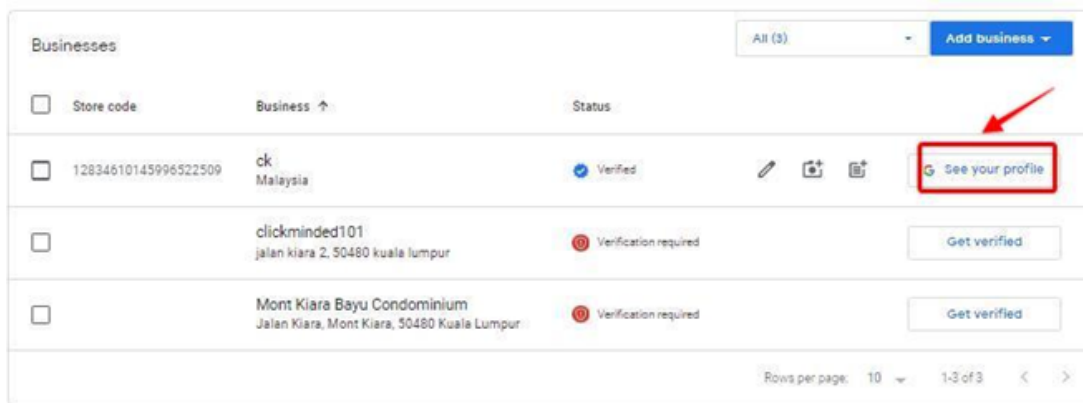 Businesses
All (3)
Add business
Store code
Business
Status
12834610145996522509
ck
Malaysia
Verified
See your profile
clickminded101
jalan kiara 2, 50480 kuala lumpur
Verification required
Get verified
Mont Kiara Bayu Condominium
Jalan Kiara, Mont Kiara, 50480 Kuala Lumpur
Verification required
Get verified
Rows per page: 10
1-3 of 3